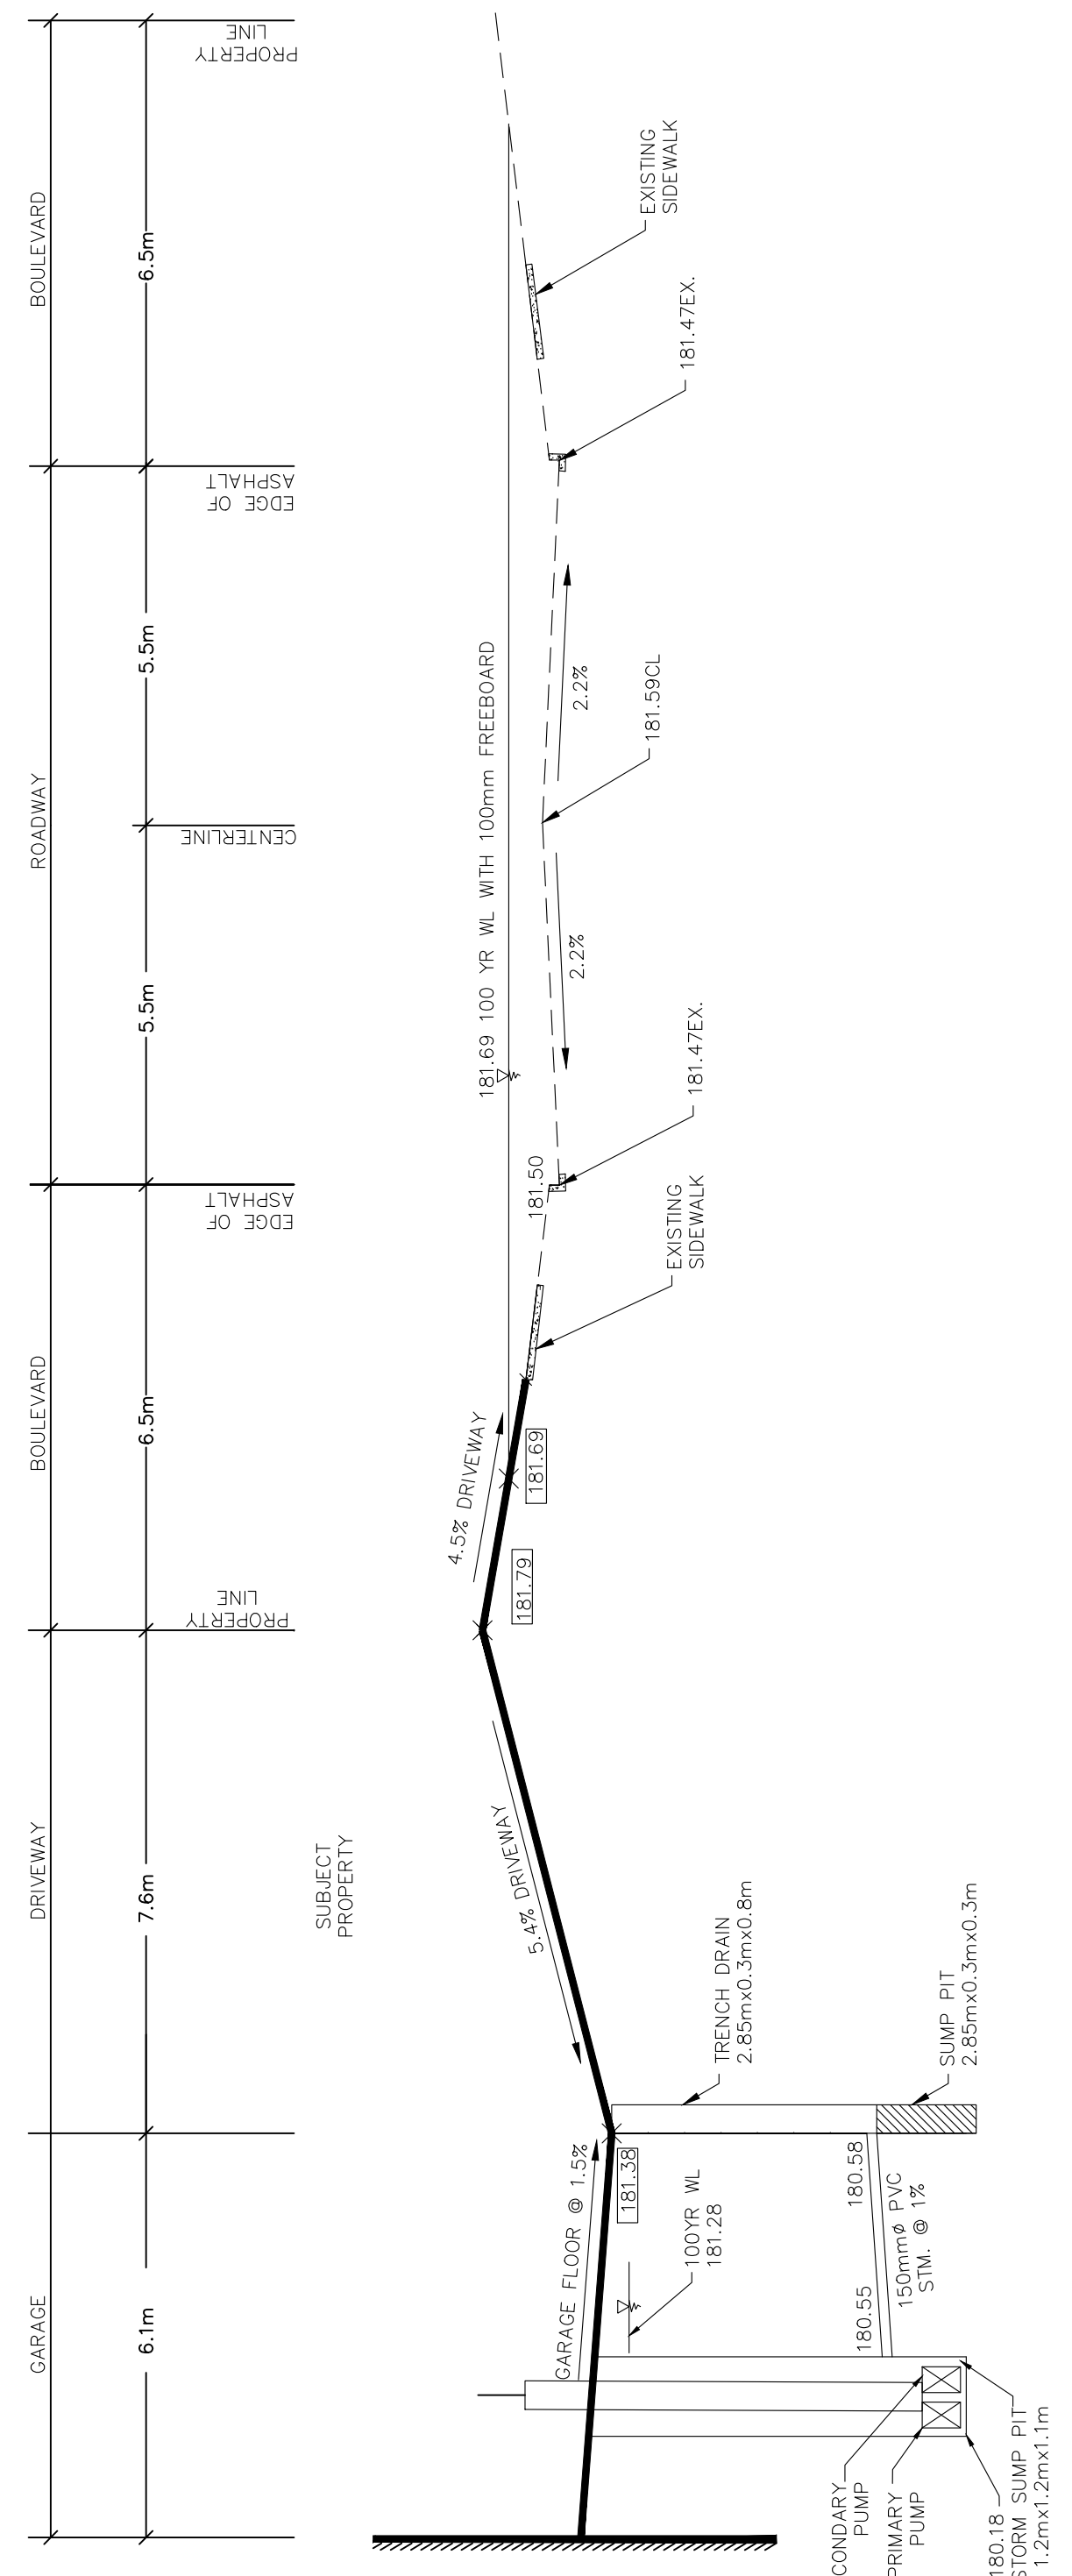 GARAGE
DRIVEWAY
BOULEVARD
ROADWAY
BOULEVARD
6.1m
7.6m
6.5m
5.5m
5.5m
6.5m
PROPERTY
LINE
EDGE OF
ASPHALT
CENTERLINE
EDGE OF
ASPHALT
PROPERTY
LINE
SUBJECT
PROPERTY
4.5% DRIVEWAY
181.69 100 YR WL WITH 100mm FREEBOARD
5.4% DRIVEWAY
181.79
181.69
181.50
2.2%
2.2%
GARAGE FLOOR @ 1.5%
181.38
100YR WL
181.28
EXISTING
SIDEWALK
181.47EX.
181.59CL
181.47EX.
EXISTING
SIDEWALK
TRENCH DRAIN
2.85mx0.3mx0.8m
180.55
180.58
150mmø PVC
STM. @ 1%
SUMP PIT
2.85mx0.3mx0.3m
CONDARY
PUMP
PRIMARY
PUMP
180.18
STORM SUMP PIT
1.2mx1.2mx1.1m